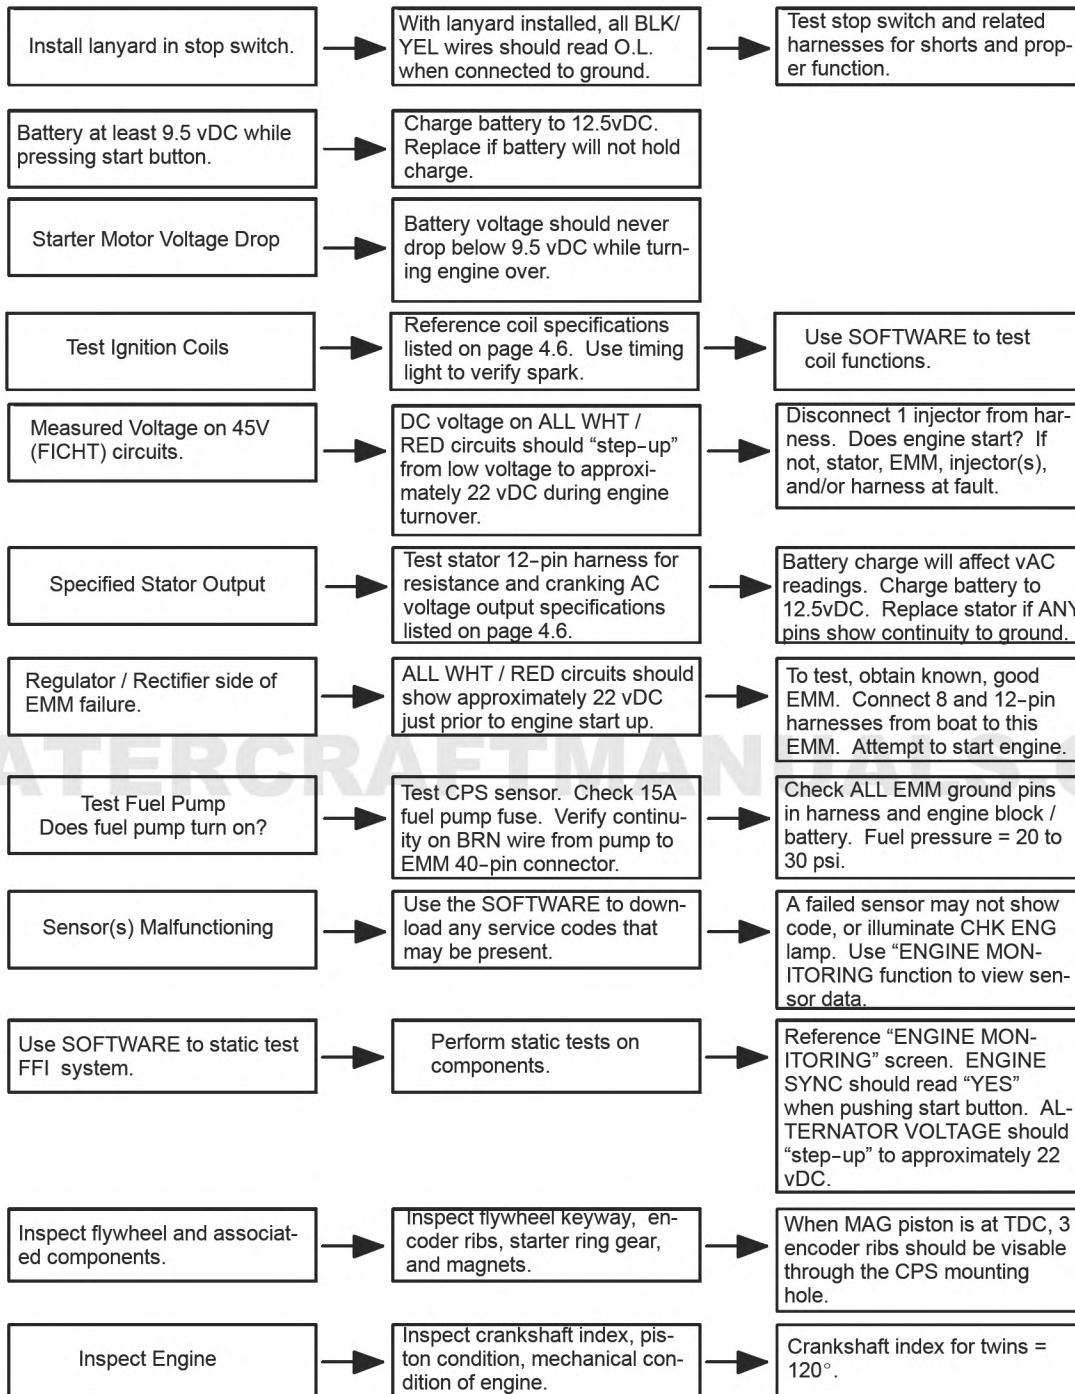 Install lanyard in stop switch.
With lanyard installed, all BLK/
YEL wires should read O.L.
when connected to ground.
Test stop switch and related
harnesses for shorts and prop-
er function.
Battery at least 9.5 vDC while
pressing start button.
Charge battery to 12.5vDC.
Replace if battery will not hold
charge.
Starter Motor Voltage Drop
Battery voltage should never
drop below 9.5 vDC while turn-
ing engine over.
Test Ignition Coils
Reference coil specifications
listed on page 4.6. Use timing
light to verify spark.
Use SOFTWARE to test
coil functions.
Measured Voltage on 45V
(FICHT) circuits.
DC voltage on ALL WHT /
RED circuits should “step-up”
from low voltage to approxi-
mately 22 vDC during engine
turnover.
Disconnect 1 injector from har-
ness. Does engine start? If
not, stator, EMM, injector(s),
and/or harness at fault.
Specified Stator Output
Test stator 12-pin harness for
resistance and cranking AC
voltage output specifications
listed on page 4.6.
Battery charge will affect vAC
readings. Charge battery to
12.5vDC. Replace stator if ANY
pins show continuity to ground.
Regulator / Rectifier side of
EMM failure.
ALL WHT / RED circuits should
show approximately 22 vDC
just prior to engine start up.
To test, obtain known, good
EMM. Connect 8 and 12-pin
harnesses from boat to this
EMM. Attempt to start engine.
ATERCRAFTMANUALS.C
Test Fuel Pump
Does fuel pump turn on?
Test CPS sensor. Check 15A
fuel pump fuse. Verify continu-
ity on BRN wire from pump to
EMM 40-pin connector.
Check ALL EMM ground pins
in harness and engine block /
battery. Fuel pressure = 20 to
30 psi.
Sensor(s) Malfunctioning
Use the SOFTWARE to down-
load any service codes that
may be present.
A failed sensor may not show
code, or illuminate CHK ENG
lamp. Use “ENGINE MON-
ITORING function to view sen-
sor data.
Use SOFTWARE to static test
FFI system.
Perform static tests on
components.
Reference “ENGINE MON-
ITORING” screen. ENGINE
SYNC should read “YES”
when pushing start button. AL-
TERNATOR VOLTAGE should
“step-up” to approximately 22
vDC.
Inspect flywheel and associat-
ed components.
Inspect flywheel keyway, en-
coder ribs, starter ring gear,
and magnets.
When MAG piston is at TDC, 3
encoder ribs should be visable
through the CPS mounting
hole.
Inspect Engine
Inspect crankshaft index, pis-
ton condition, mechanical con-
dition of engine.
Crankshaft index for twins =
120°.